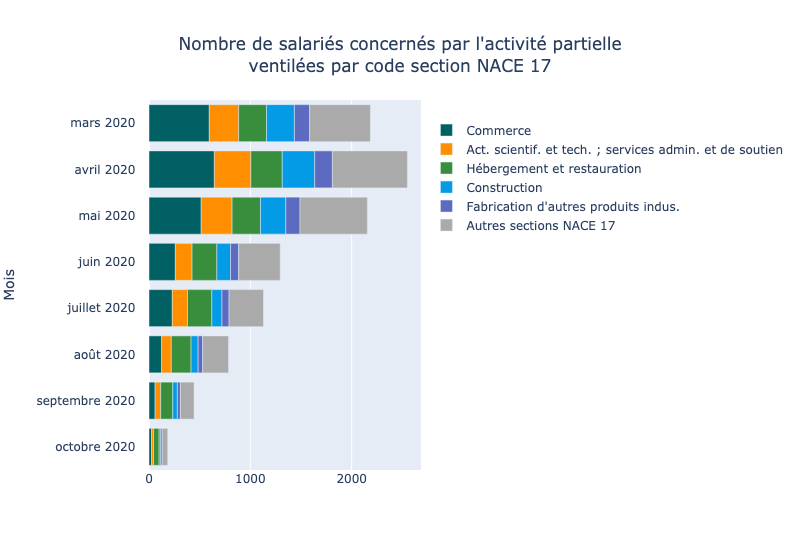 Nombre de salariés concernés par l'activité partielle
ventilées par code section NACE 17
Mois
mars 2020
avril 2020
mai 2020
juin 2020
juillet 2020
août 2020
septembre 2020
octobre 2020
0
1000
2000
Commerce
Act. scientif. et tech. ; services admin. et de soutien
Hébergement et restauration
Construction
Fabrication d'autres produits indus.
Autres sections NACE 17